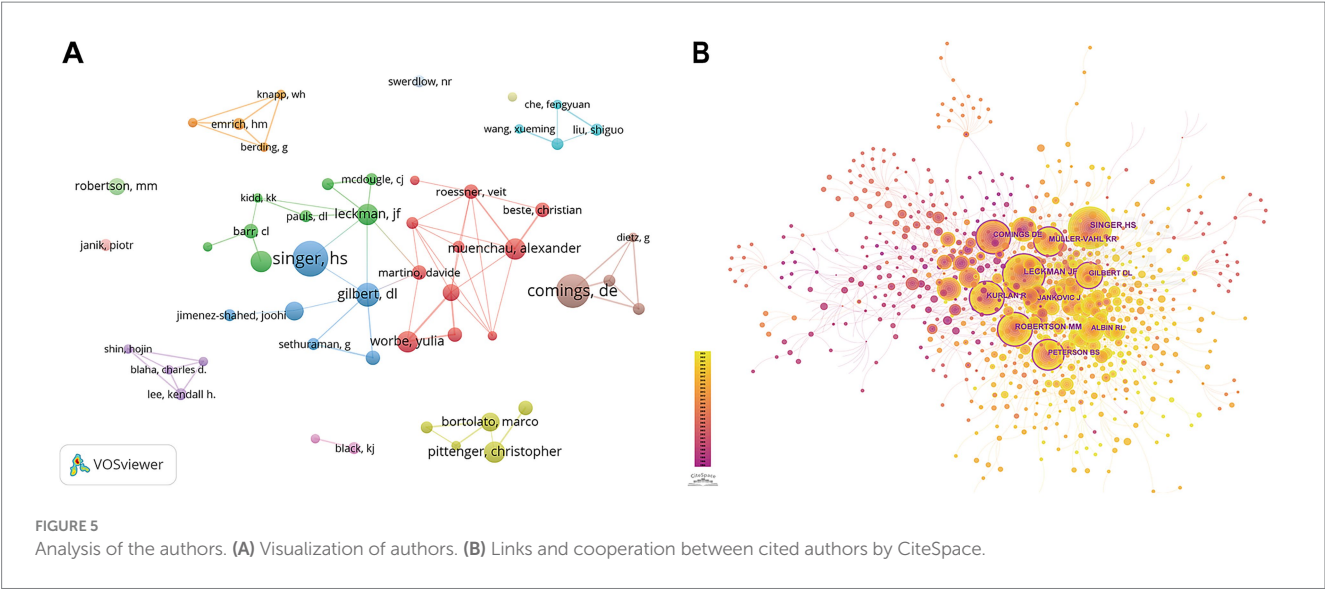 A
B
swerdlow, nr
knapp, wh
che, fengyuan
emrich, hm
wang, xueming
liu, shiguo
berding, g
robertson, mm
mcdougle, cj
roessner, veit
kidd, kk
pauls, dl
leckman, jf
beste, christian
barr, cl
janik, piotr
muenchau, alexander
dietz, g
singer, hs
martino, davide
gilbert, dl
comings, de
jimenez-shahed, joohi
sethuraman, g
worbe, yulia
shin, hojin
blaha, charles d.
lee, kendall h.
bortolato, marco
black, kj
pittenger, christopher
VOSviewer
SINGER HS
COMINGS DE
MULLER-VAHL KR
LECKMAN JF
GILBERT DL
KURLAN R
JANKOVIC J
ROBERTSON MM
ALBIN RL
PETERSON BS
CiteSpace
FIGURE 5
Analysis of the authors. (A) Visualization of authors. (B) Links and cooperation between cited authors by CiteSpace.